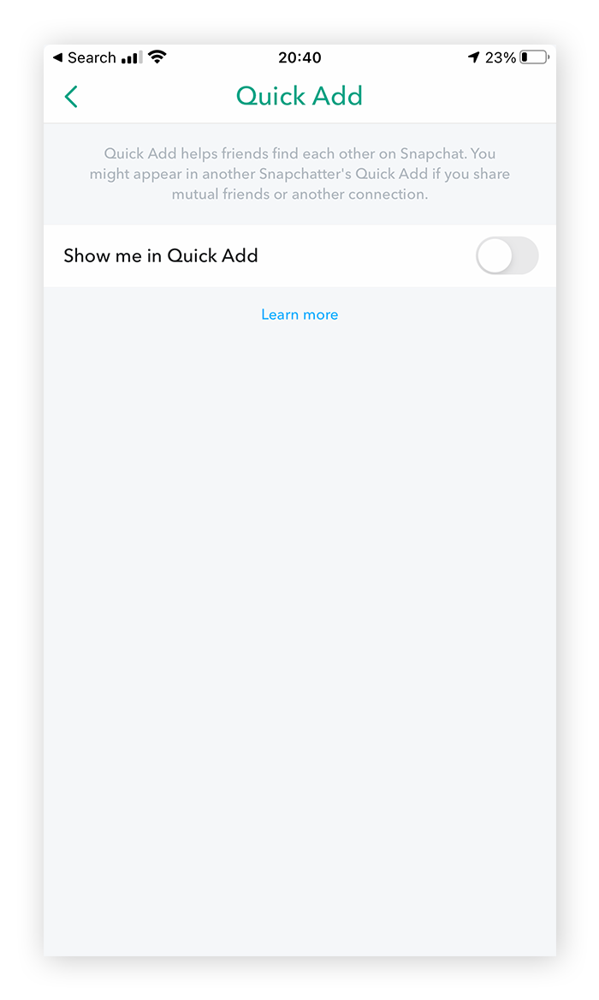 ◀ Search 20:40 23%
Quick Add
Quick Add helps friends find each other on Snapchat. You
might appear in another Snapchatter's Quick Add if you share
mutual friends or another connection.
Show me in Quick Add
Learn more